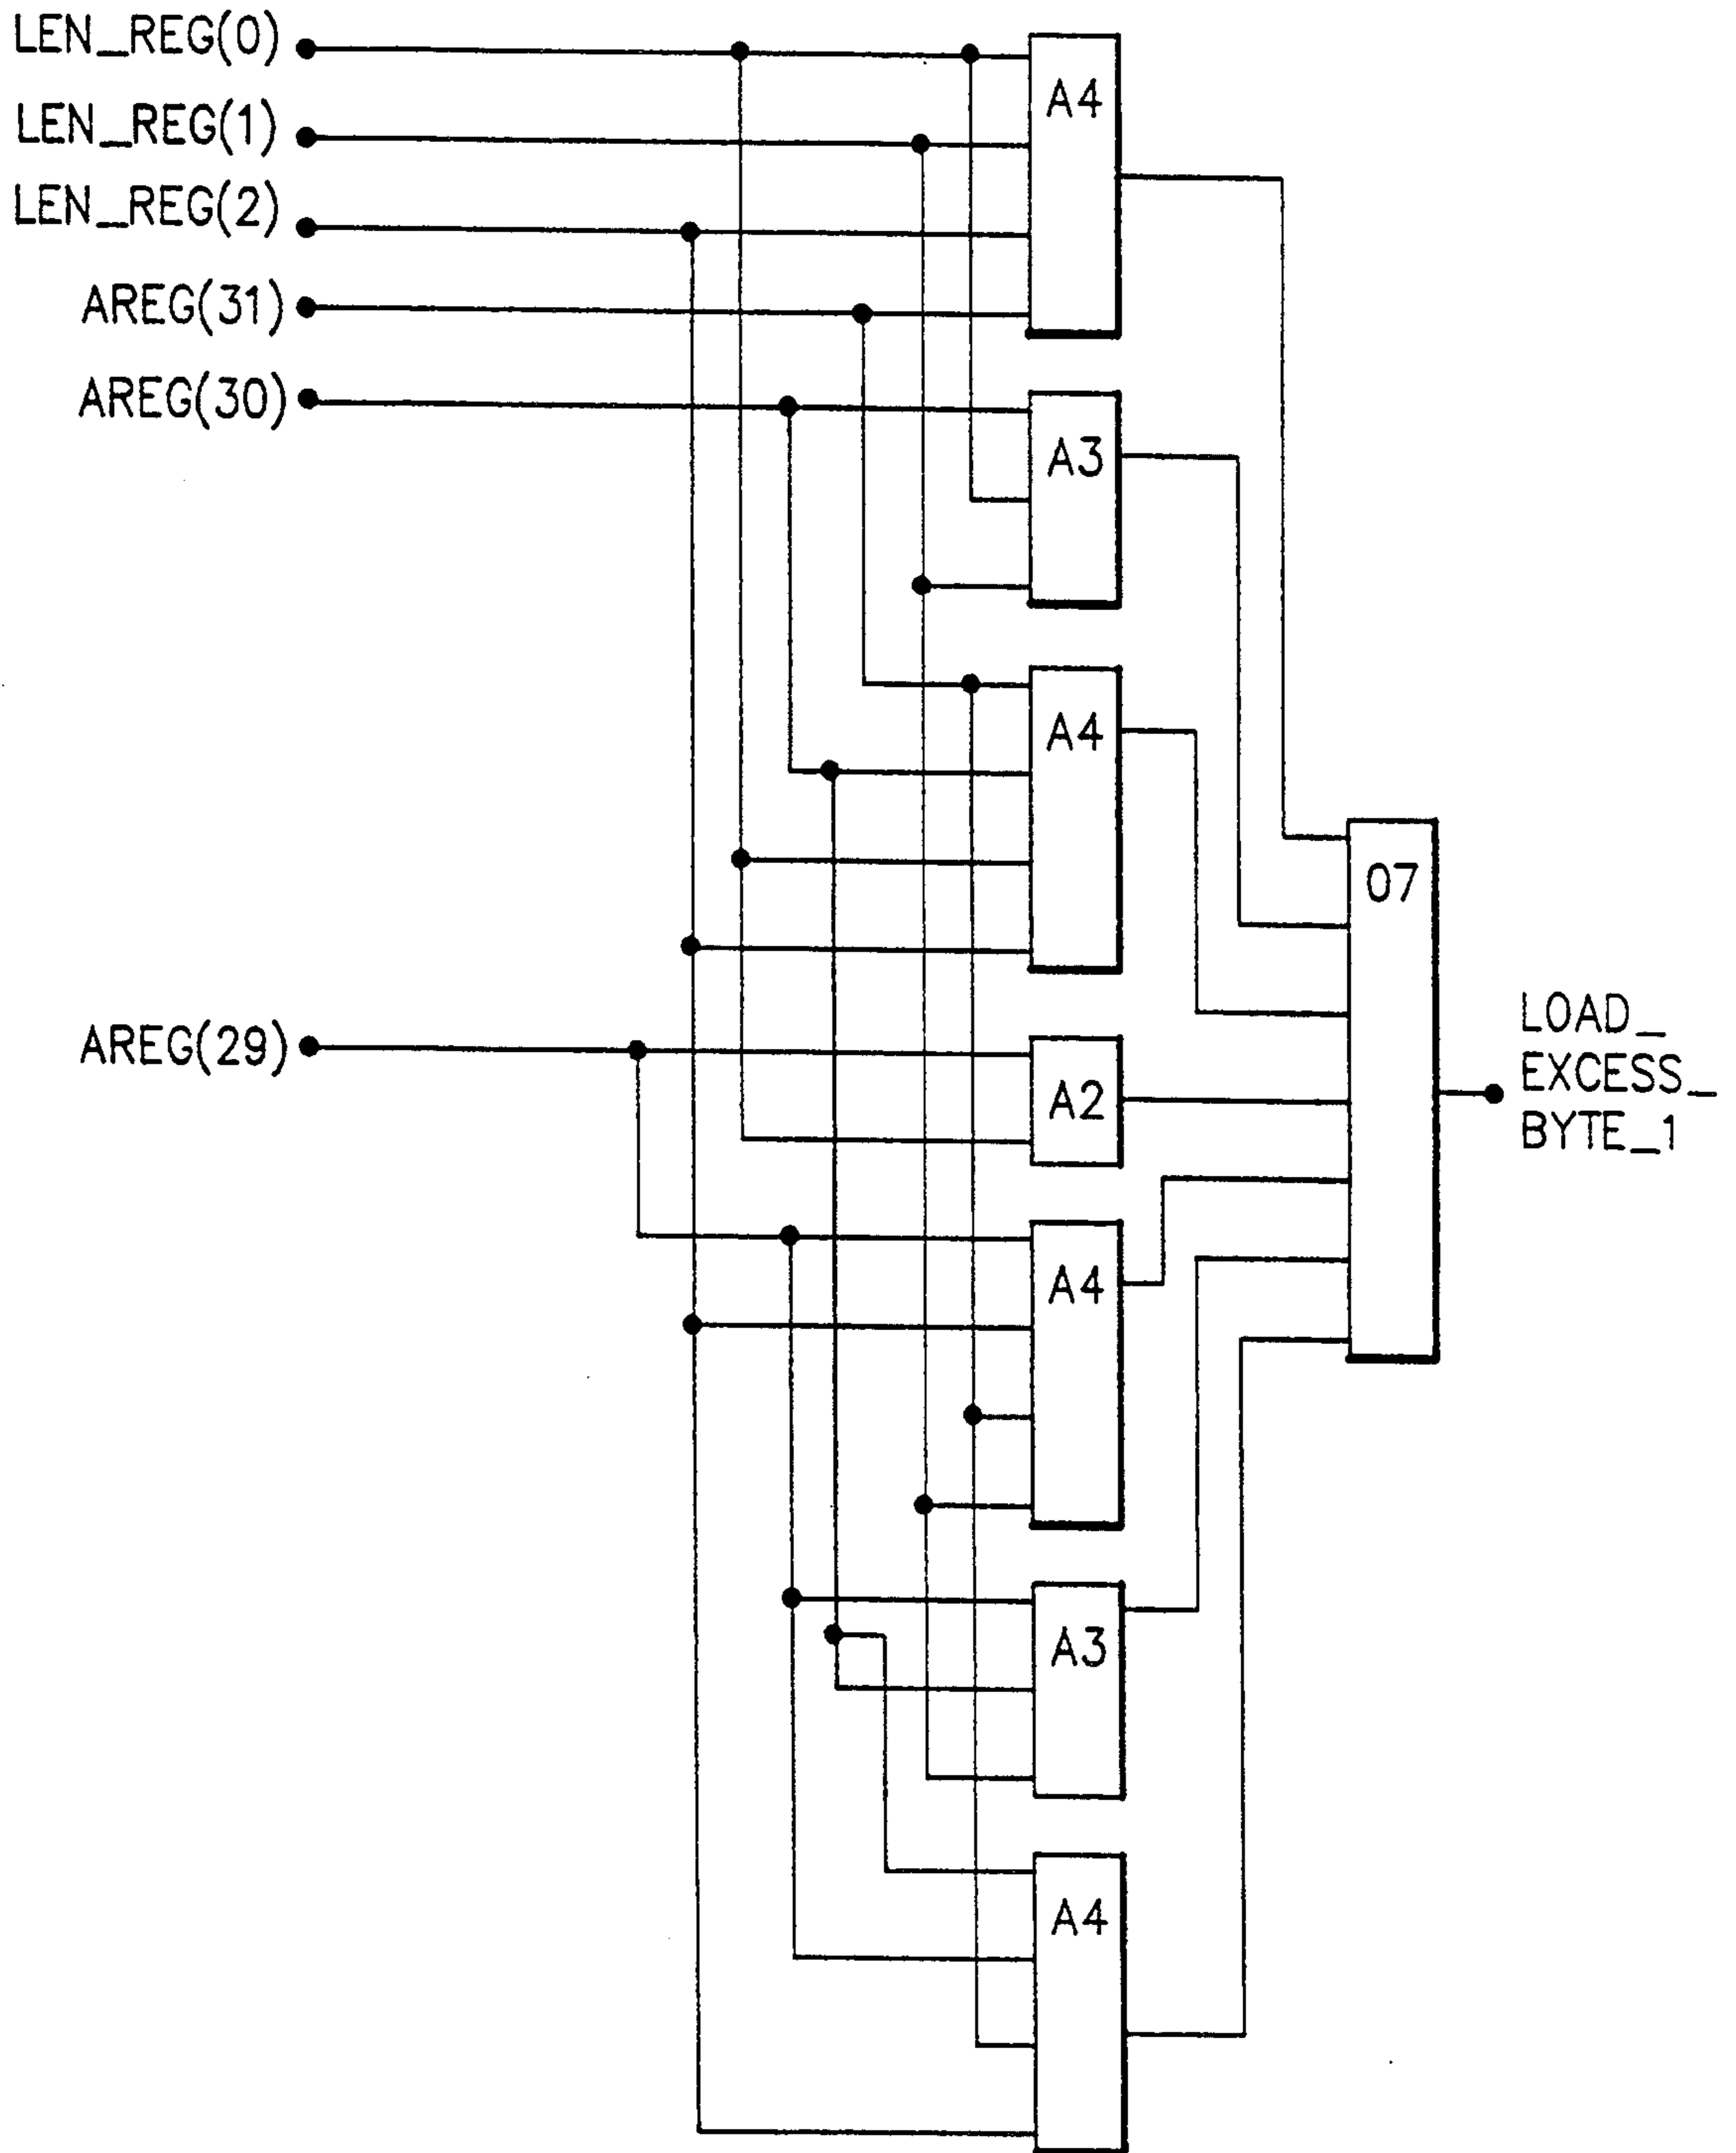 LEN_REG(0)
LEN_REG(1)
LEN_REG(2)
AREG(31)
AREG(30)
AREG(29)
A4
A3
A4
A2
A4
A3
A4
07
LOAD_
EXCESS_
BYTE_1